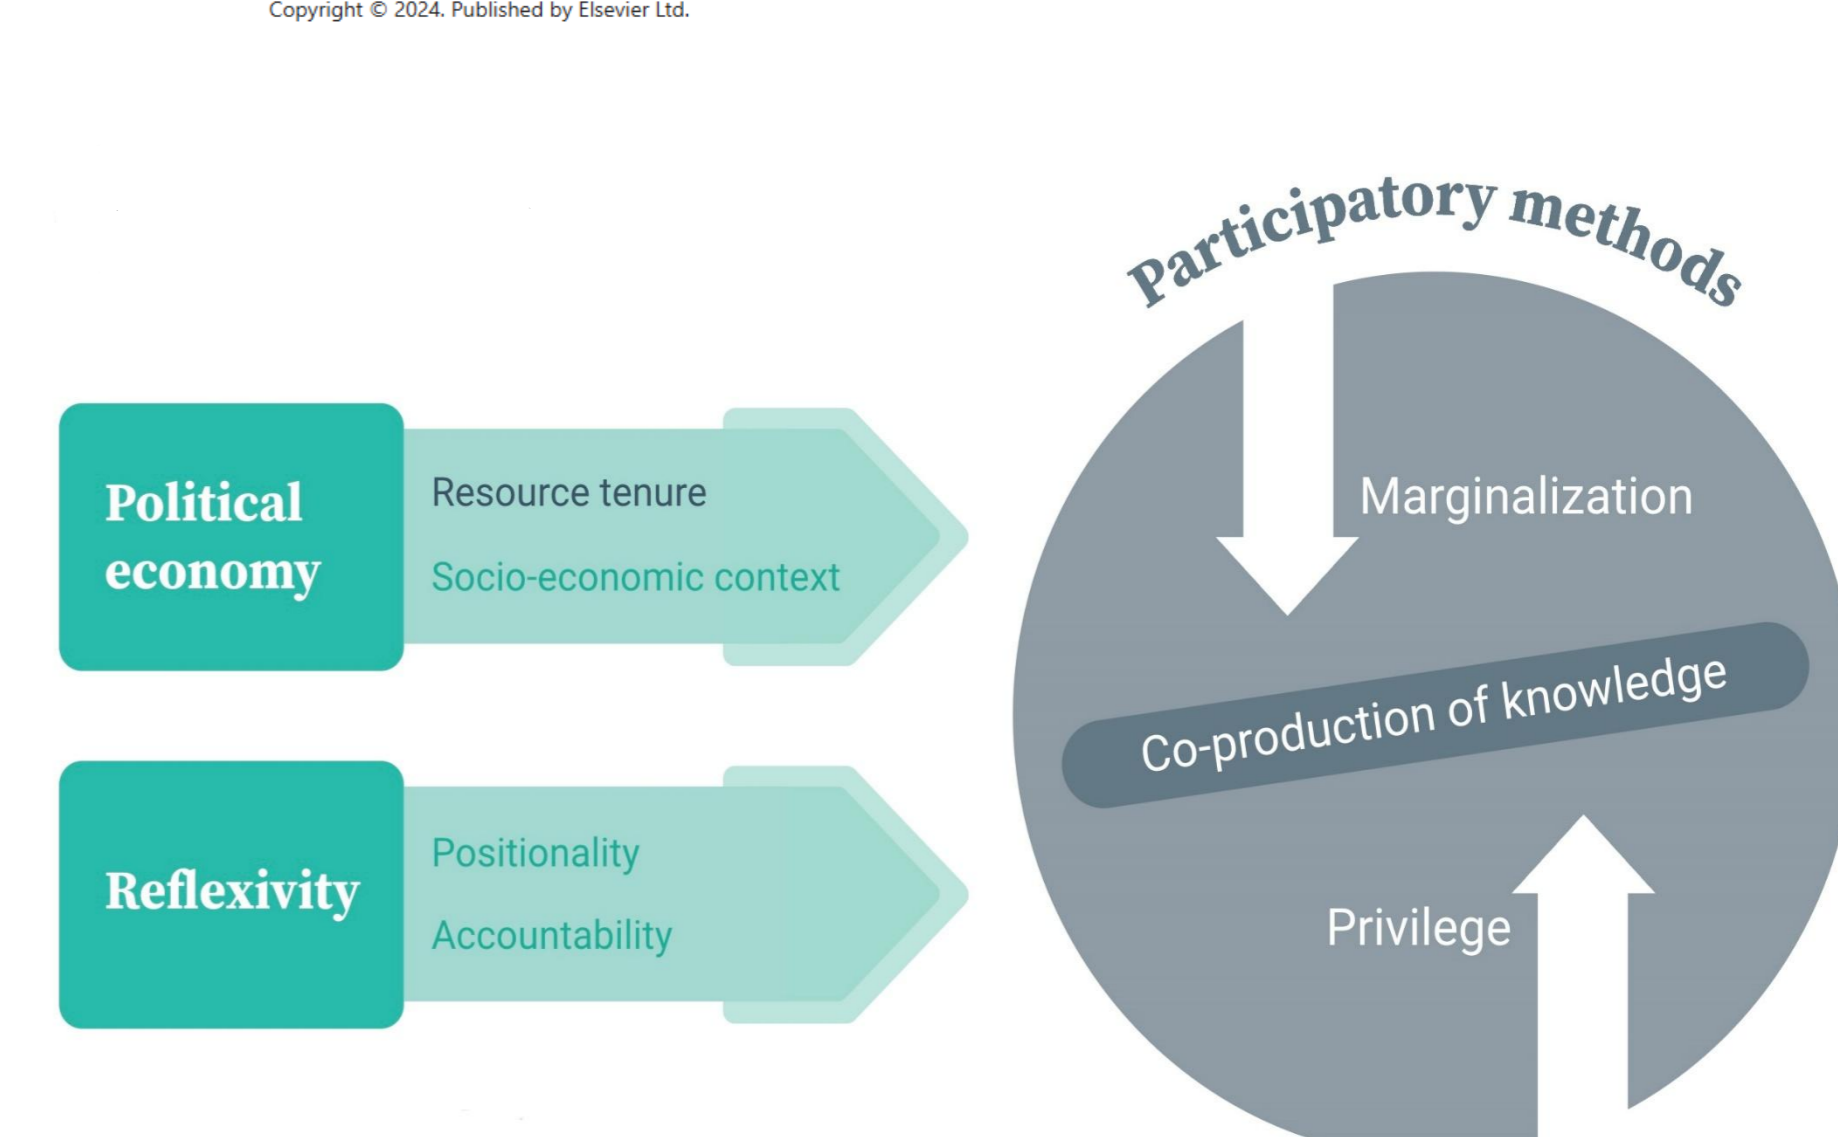 Copyright © 2024. Published by Elsevier Ltd.
Participatory methods
Political
economy
Resource tenure
Socio-economic context
Marginalization
Co-production of knowledge
Reflexivity
Positionality
Accountability
Privilege